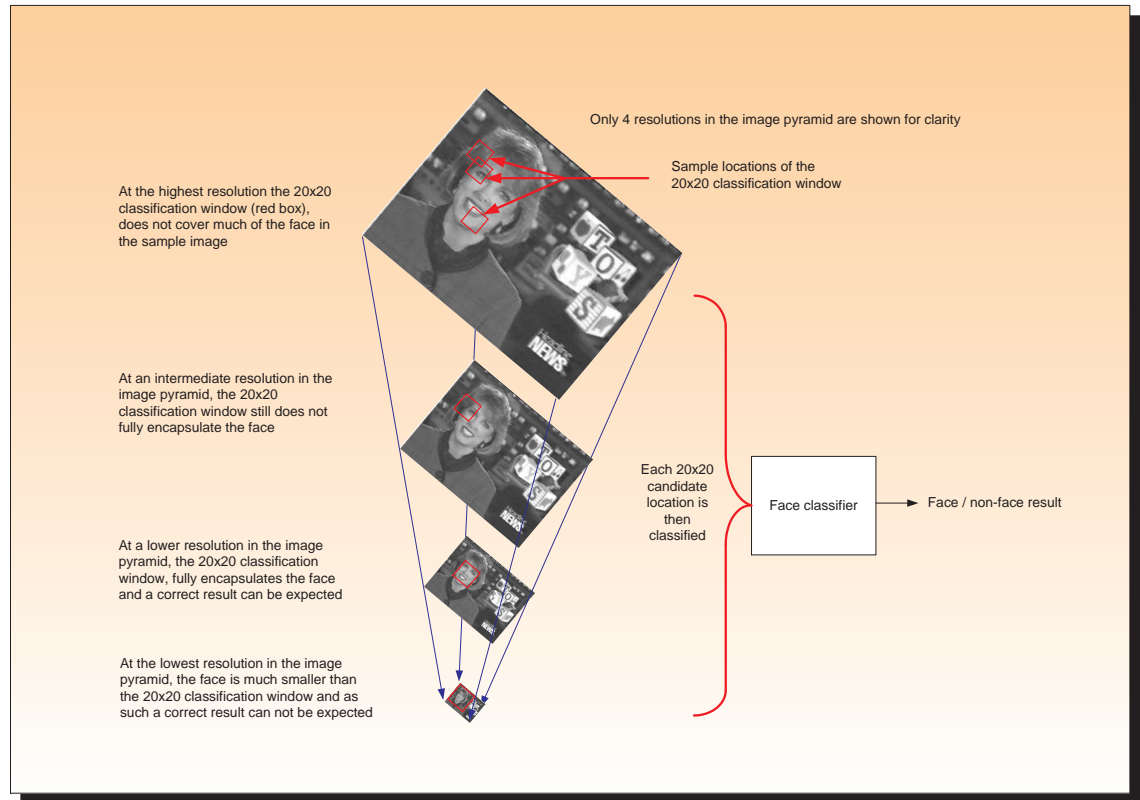 Only 4 resolutions in the image pyramid are shown for clarity
Sample locations of the
20x20 classification window
At the highest resolution the 20x20
classification window (red box),
does not cover much of the face in
the sample image
TOYS
Headline
NEWS
At an intermediate resolution in the
image pyramid, the 20x20
classification window still does not
fully encapsulate the face
TOYS
NEWS
Each 20x20
candidate
location is
then
classified
Face classifier
Face / non-face result
At a lower resolution in the image
pyramid, the 20x20 classification
window, fully encapsulates the face
and a correct result can be expected
At the lowest resolution in the image
pyramid, the face is much smaller than
the 20x20 classification window and as
such a correct result can not be expected